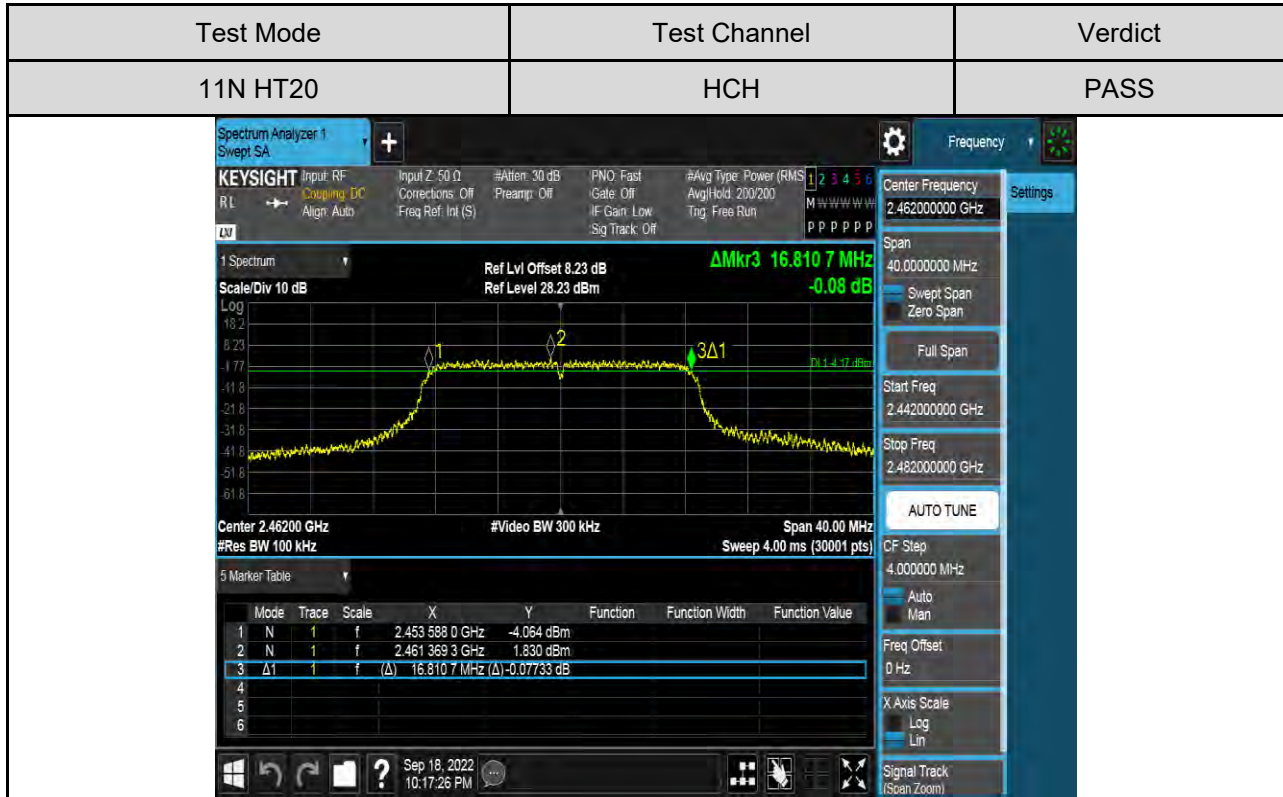 Test Mode Test Channel Verdict
11N HT20 HCH PASS
Spectrum Analyzer 1
Swept SA
+
Frequency
KEYSIGHT Input: RF Input Z: 50 Ω #Atten: 30 dB PNO: Fast #Avg Type: Power (RMS 1 2 3 4 5 6
RL Coupling: DC Corrections: Off Preamp: Off Gate: Off Avg|Hold: 200/200 M W W W W W
Align: Auto Freq Ref: Int (S) IF Gain: Low Trig: Free Run
LXI Sig Track: Off P P P P P P
Center Frequency
2.462000000 GHz
Settings
Span
40.0000000 MHz
Swept Span
Zero Span
Full Span
Start Freq
2.442000000 GHz
Stop Freq
2.482000000 GHz
AUTO TUNE
CF Step
4.000000 MHz
Auto
Man
Freq Offset
0 Hz
X Axis Scale
Log
Lin
Signal Track
(Span Zoom)
1 Spectrum
Ref Lvl Offset 8.23 dB ΔMkr3 16.810 7 MHz
Scale/Div 10 dB Ref Level 28.23 dBm -0.08 dB
Log
18.2
8.23
-1.77
-11.8
-21.8
-31.8
-41.8
-51.8
-61.8
1
2
3Δ1
DL1 -4.17 dBm
Center 2.46200 GHz #Video BW 300 kHz Span 40.00 MHz
#Res BW 100 kHz Sweep 4.00 ms (30001 pts)
5 Marker Table
Mode Trace Scale X Y Function Function Width Function Value
1 N 1 f 2.453 588 0 GHz -4.064 dBm
2 N 1 f 2.461 369 3 GHz 1.830 dBm
3 Δ1 1 f (Δ) 16.810 7 MHz (Δ) -0.07733 dB
4
5
6
?
Sep 18, 2022
10:17:26 PM